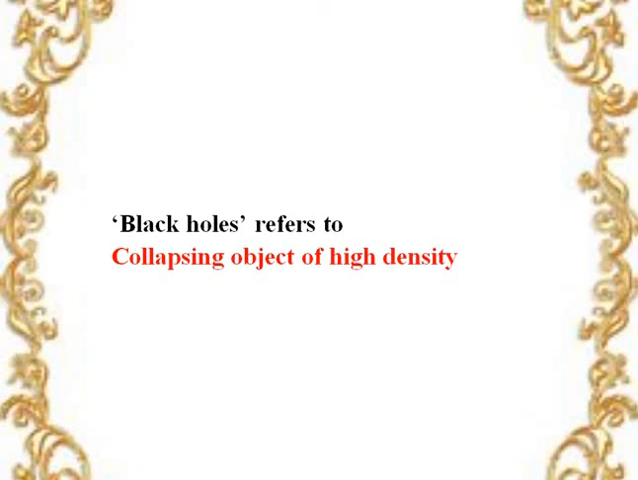 ‘Black holes’ refers to
Collapsing object of high density